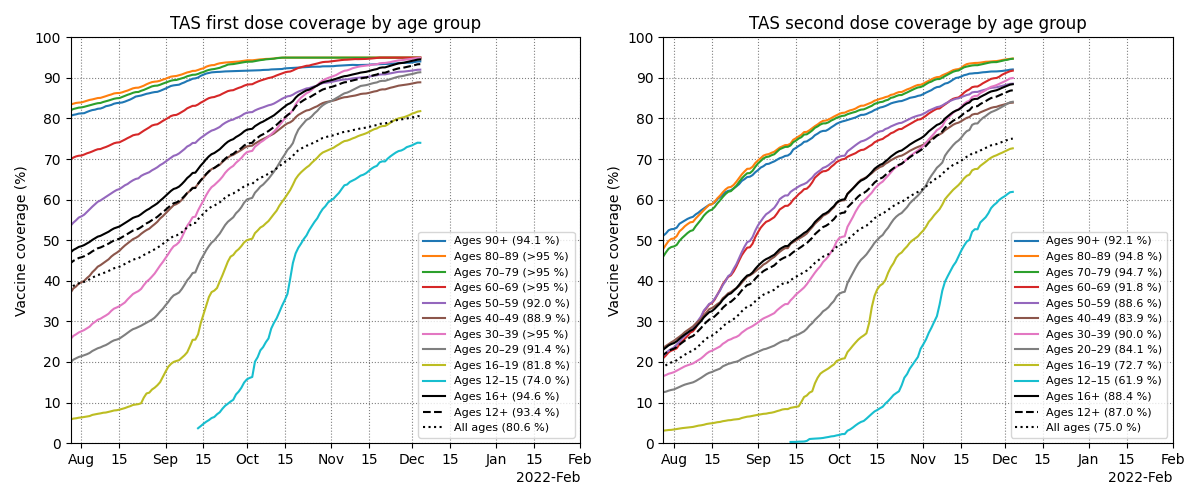 TAS first dose coverage by age group
Vaccine coverage (%)
100
90
80
70
60
50
40
30
20
10
0
Aug 15 Sep 15 Oct 15 Nov 15 Dec 15 Jan 15 Feb
2022-Feb
Ages 90+ (94.1 %)
Ages 80–89 (>95 %)
Ages 70–79 (>95 %)
Ages 60–69 (>95 %)
Ages 50–59 (92.0 %)
Ages 40–49 (88.9 %)
Ages 30–39 (>95 %)
Ages 20–29 (91.4 %)
Ages 16–19 (81.8 %)
Ages 12–15 (74.0 %)
Ages 16+ (94.6 %)
Ages 12+ (93.4 %)
All ages (80.6 %)
TAS second dose coverage by age group
Vaccine coverage (%)
100
90
80
70
60
50
40
30
20
10
0
Aug 15 Sep 15 Oct 15 Nov 15 Dec 15 Jan 15 Feb
2022-Feb
Ages 90+ (92.1 %)
Ages 80–89 (94.8 %)
Ages 70–79 (94.7 %)
Ages 60–69 (91.8 %)
Ages 50–59 (88.6 %)
Ages 40–49 (83.9 %)
Ages 30–39 (90.0 %)
Ages 20–29 (84.1 %)
Ages 16–19 (72.7 %)
Ages 12–15 (61.9 %)
Ages 16+ (88.4 %)
Ages 12+ (87.0 %)
All ages (75.0 %)